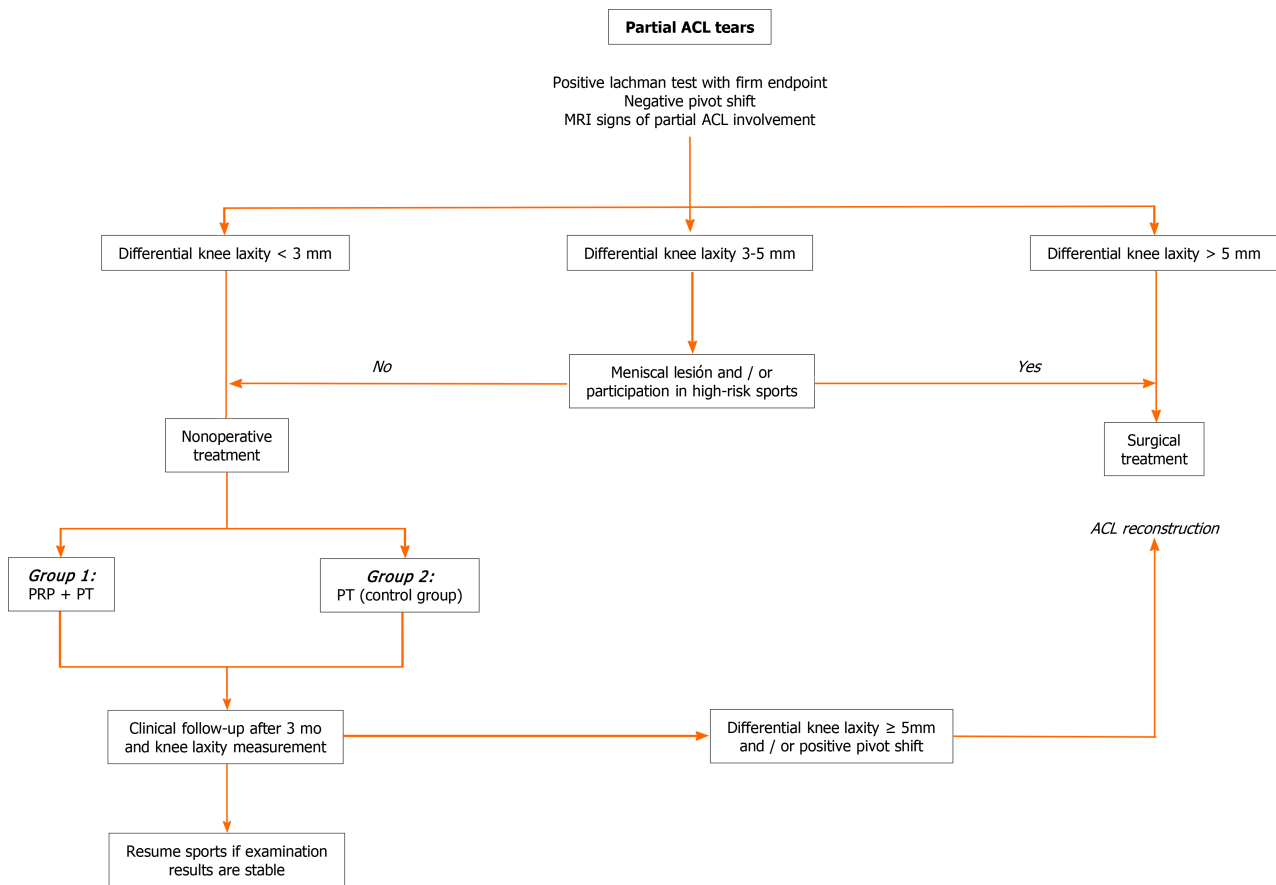 Partial ACL tears
Positive lachman test with firm endpoint
Negative pivot shift
MRI signs of partial ACL involvement
Differential knee laxity < 3 mm
Differential knee laxity 3-5 mm
Differential knee laxity > 5 mm
No
Meniscal lesión and / or
participation in high-risk sports
Yes
Nonoperative
treatment
Surgical
treatment
ACL reconstruction
Group 1:
PRP + PT
Group 2:
PT (control group)
Clinical follow-up after 3 mo
and knee laxity measurement
Differential knee laxity ≥ 5mm
and / or positive pivot shift
Resume sports if examination
results are stable